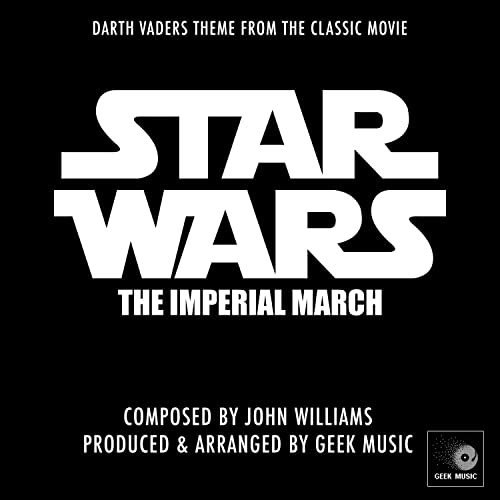 DARTH VADERS THEME FROM THE CLASSIC MOVIE
STAR
WARS
THE IMPERIAL MARCH
COMPOSED BY JOHN WILLIAMS
PRODUCED & ARRANGED BY GEEK MUSIC
GEEK MUSIC